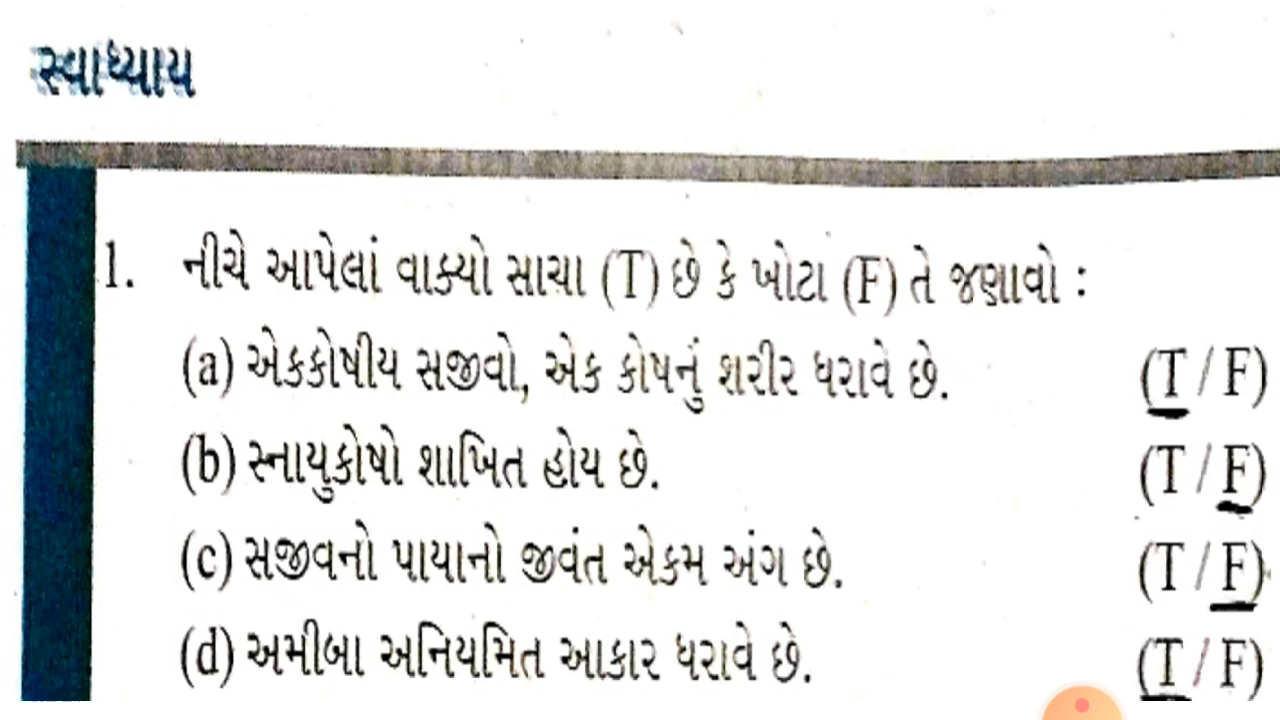 સ્વાધ્યાય
1. નીચે આપેલાં વાક્યો સાચા (T) છે કે ખોટા (F) તે જણાવો :
(a) એકકોષીય સજીવો, એક કોષનું શરીર ધરાવે છે. (T / F)
(b) સ્નાયુકોષો શાખિત હોય છે. (T / F)
(c) સજીવનો પાયાનો જીવંત એકમ અંગ છે. (T / F)
(d) અમીબા અનિયમિત આકાર ધરાવે છે. (T / F)